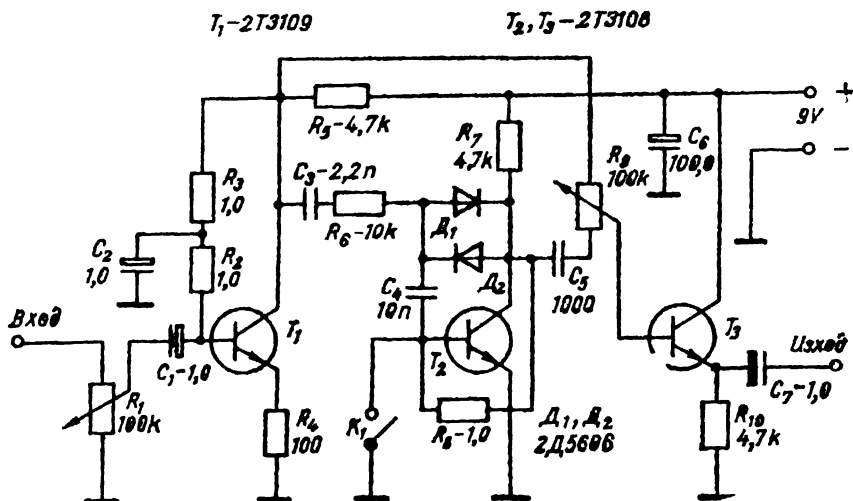 T₁-2T3109
T₂, T₃-2T3108
R₅-4,7k
R₇
4,7k
R₉
100k
C₆
100,0
+
9V
-
R₃
1,0
C₃-2,2n
R₆-10k
Д₁
Д₂
C₂
1,0
R₂
1,0
C₄
10n
C₅
1000
Вход
C₁-1,0
T₁
T₂
T₃
Изход
C₇-1,0
R₁
100k
R₄
100
K₁
R₈-1,0
Д₁, Д₂
2Д5606
R₁₀
4,7k